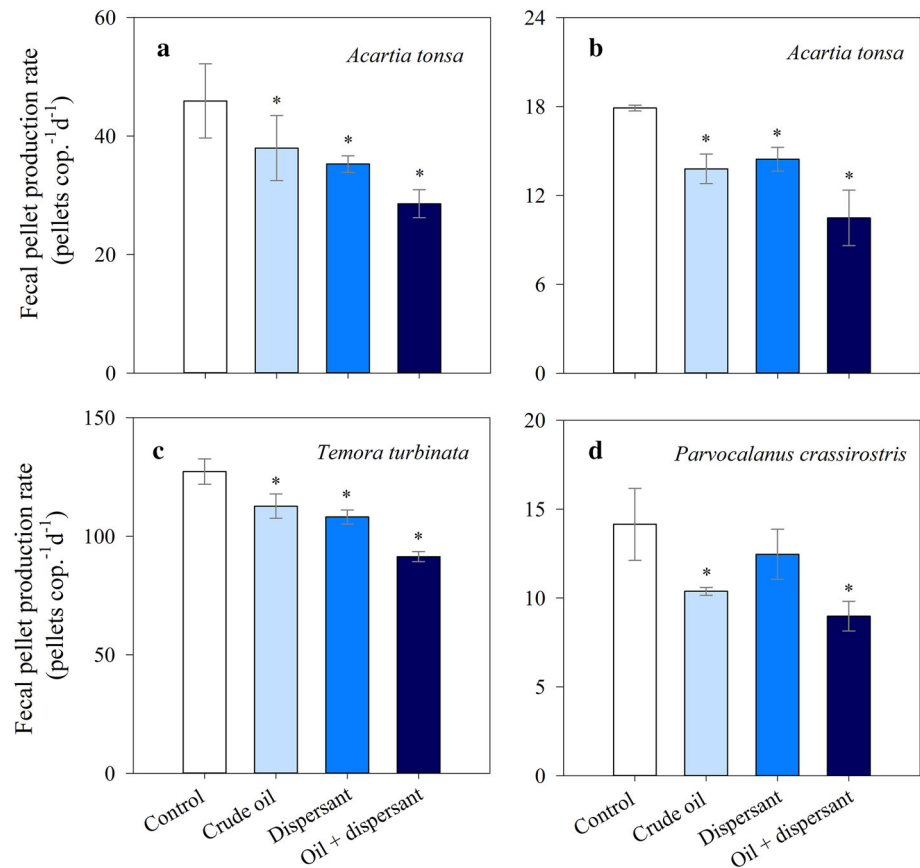 Fecal pellet production rate
(pellets cop.⁻¹d⁻¹)
60
40
20
0
a
Acartia tonsa
*
*
*
24
18
12
6
0
b
Acartia tonsa
*
*
*
Fecal pellet production rate
(pellets cop.⁻¹d⁻¹)
150
100
50
0
c
Temora turbinata
*
*
*
Control
Crude oil
Dispersant
Oil + dispersant
20
15
10
5
0
d
Parvocalanus crassirostris
*
*
Control
Crude oil
Dispersant
Oil + dispersant